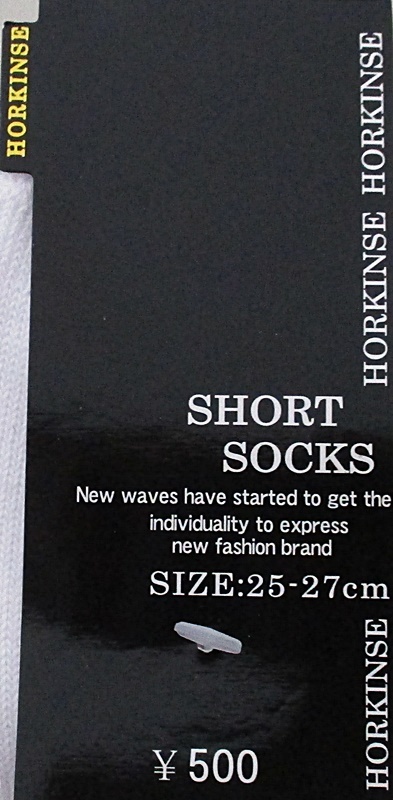 HORKINSE
HORKINSE
HORKINSE
SHORT
SOCKS
New waves have started to get the
individuality to express
new fashion brand
SIZE:25-27cm
HORKINSE
¥500